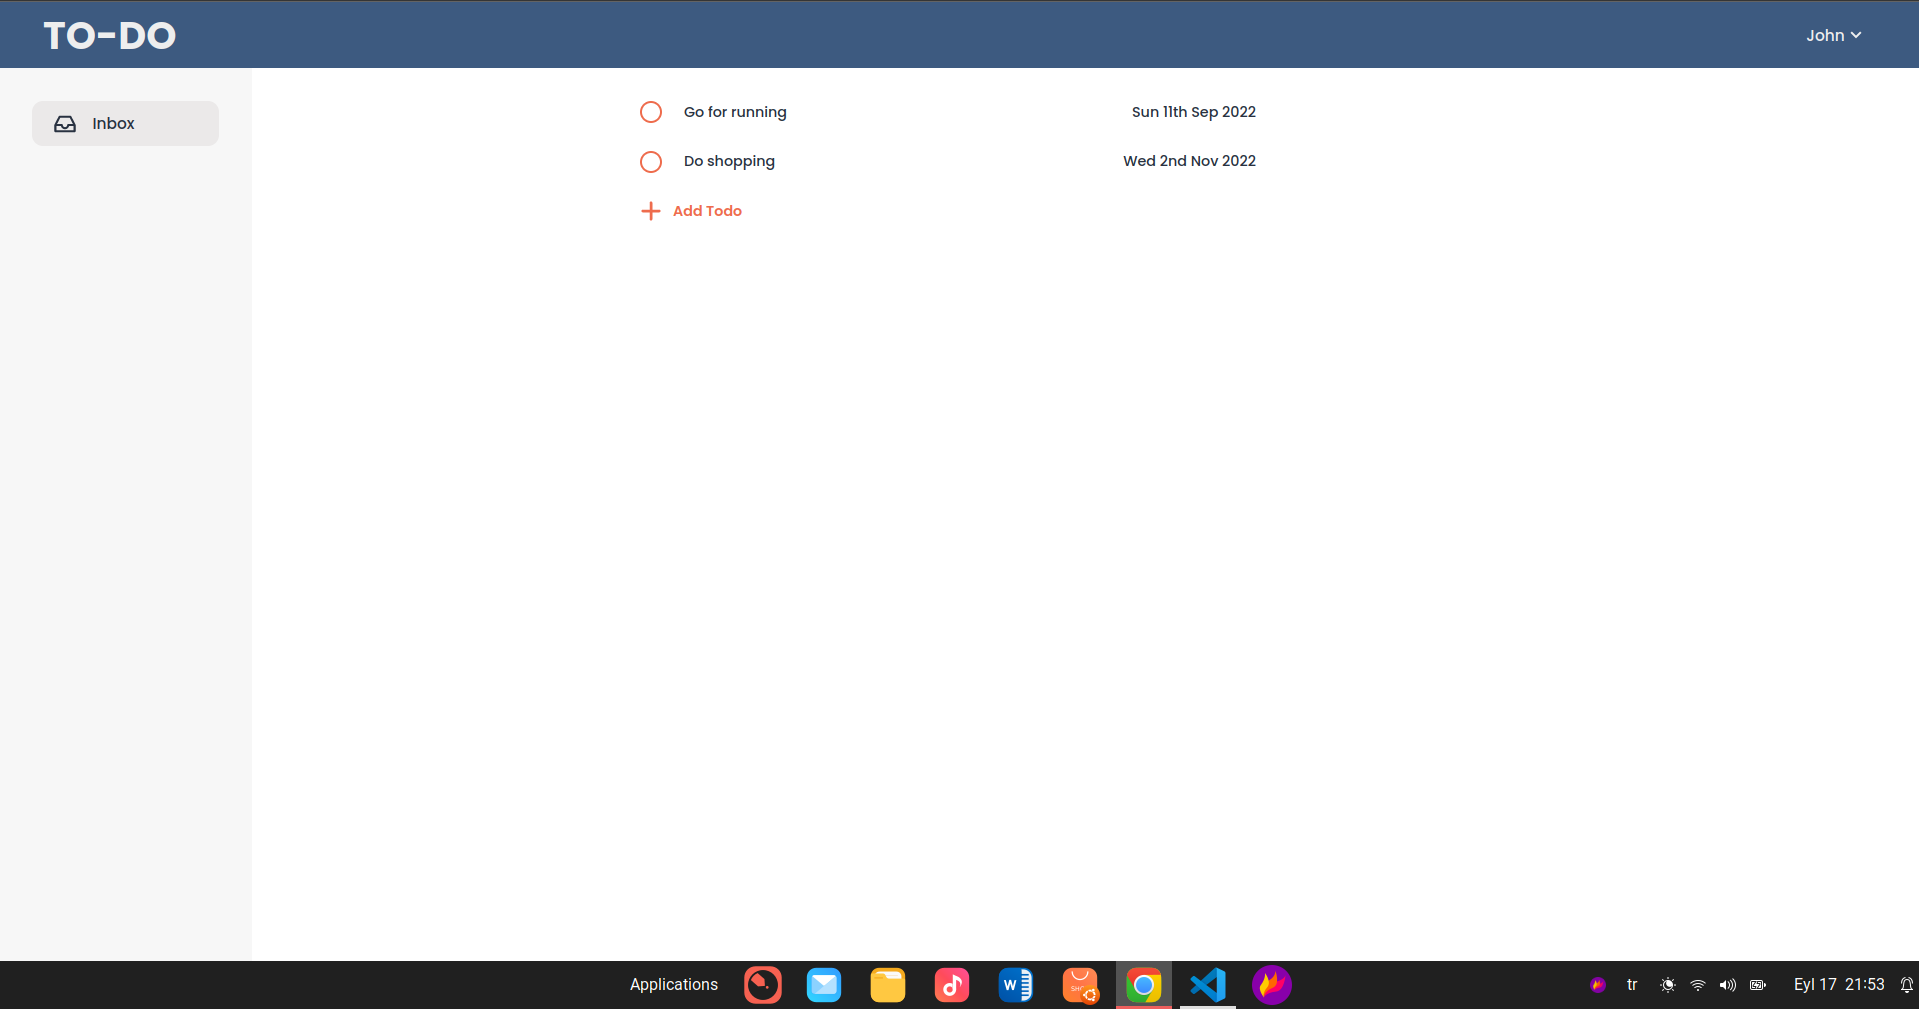 TO-DO
John
Inbox
Go for running Sun 11th Sep 2022
Do shopping Wed 2nd Nov 2022
Add Todo
Applications W tr Eyl 17 21:53